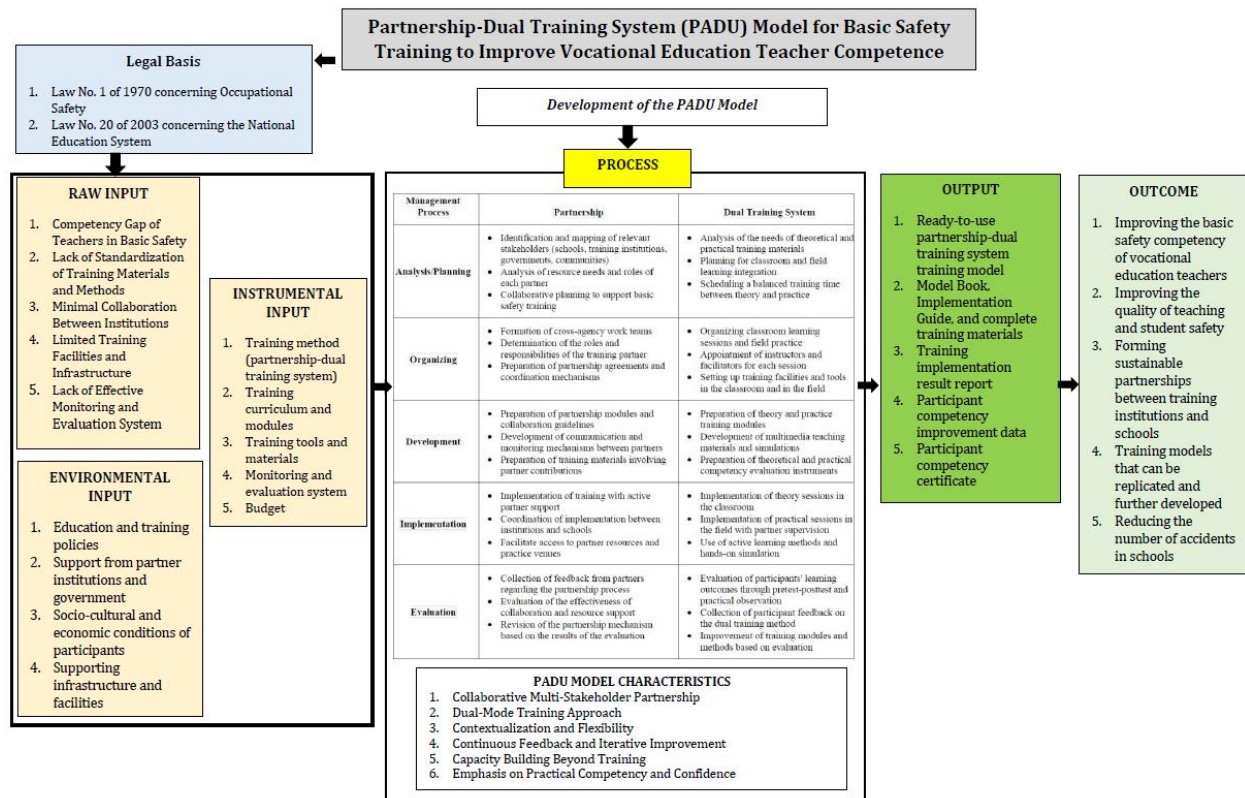 Partnership-Dual Training System (PADU) Model for Basic Safety
Training to Improve Vocational Education Teacher Competence
Legal Basis
1. Law No. 1 of 1970 concerning Occupational
Safety
2. Law No. 20 of 2003 concerning the National
Education System
Development of the PADU Model
RAW INPUT
1. Competency Gap of
Teachers in Basic Safety
2. Lack of Standardization
of Training Materials
and Methods
3. Minimal Collaboration
Between Institutions
4. Limited Training
Facilities and
Infrastructure
5. Lack of Effective
Monitoring and
Evaluation System
ENVIRONMENTAL
INPUT
1. Education and training
policies
2. Support from partner
institutions and
government
3. Socio-cultural and
economic conditions of
participants
4. Supporting
infrastructure and
facilities
INSTRUMENTAL
INPUT
1. Training method
(partnership-dual
training system)
2. Training
curriculum and
modules
3. Training tools and
materials
4. Monitoring and
evaluation system
5. Budget
PROCESS
Management
Process
Partnership
Dual Training System
Analysis/Planning
• Identification and mapping of relevant
stakeholders (schools, training institutions,
governments, communities)
• Analysis of resource needs and roles of
each partner
• Collaborative planning to support basic
safety training
• Analysis of the needs of theoretical and
practical training materials
• Planning for classroom and field
learning integration
• Scheduling a balanced training time
between theory and practice
Organizing
• Formation of cross-agency work teams
• Determination of the roles and
responsibilities of the training partner
• Preparation of partnership agreements and
coordination mechanisms
• Organizing classroom learning
sessions and field practice
• Appointment of instructors and
facilitators for each session
• Setting up training facilities and tools
in the classroom and in the field
Development
• Preparation of partnership modules and
collaboration guidelines
• Development of communication and
monitoring mechanisms between partners
• Preparation of training materials involving
partner contributions
• Preparation of theory and practice
training modules
• Development of multimedia teaching
materials and simulations
• Preparation of theoretical and practical
competency evaluation instruments
Implementation
• Implementation of training with active
partner support
• Coordination of implementation between
institutions and schools
• Facilitate access to partner resources and
practice venues
• Implementation of theory sessions in
the classroom
• Implementation of practical sessions in
the field with partner supervision
• Use of active learning methods and
hands-on simulation
Evaluation
• Collection of feedback from partners
regarding the partnership process
• Evaluation of the effectiveness of
collaboration and resource support
• Revision of the partnership mechanism
based on the results of the evaluation
• Evaluation of participants' learning
outcomes through pretest-posttest and
practical observation
• Collection of participant feedback on
the dual training method
• Improvement of training modules and
methods based on evaluation
PADU MODEL CHARACTERISTICS
1. Collaborative Multi-Stakeholder Partnership
2. Dual-Mode Training Approach
3. Contextualization and Flexibility
4. Continuous Feedback and Iterative Improvement
5. Capacity Building Beyond Training
6. Emphasis on Practical Competency and Confidence
OUTPUT
1. Ready-to-use
partnership-dual
training system
training model
2. Model Book,
Implementation
Guide, and complete
training materials
3. Training
implementation
result report
4. Participant
competency
improvement data
5. Participant
competency
certificate
OUTCOME
1. Improving the basic
safety competency
of vocational
education teachers
2. Improving the
quality of teaching
and student safety
3. Forming
sustainable
partnerships
between training
institutions and
schools
4. Training models
that can be
replicated and
further developed
5. Reducing the
number of accidents
in schools